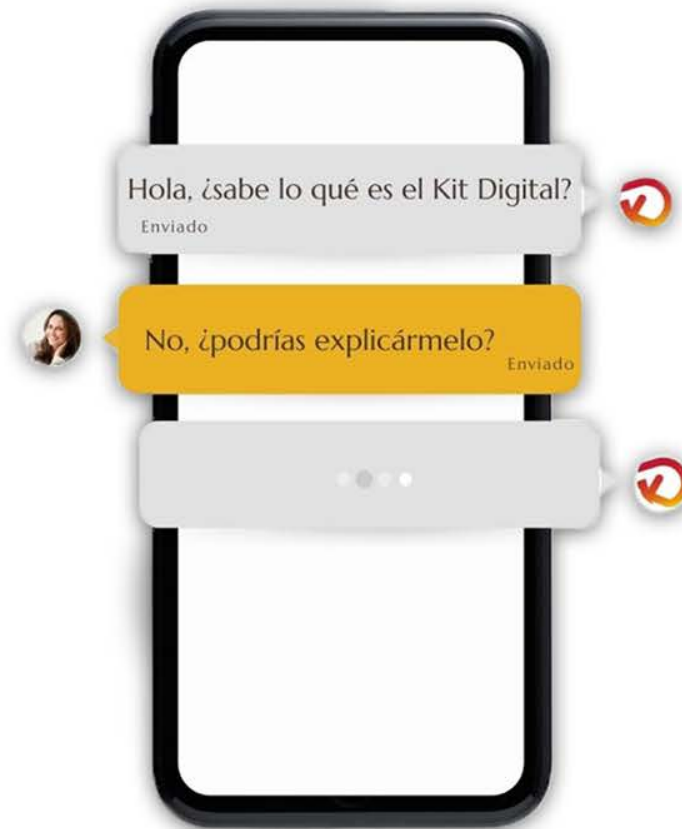 Hola, ¿sabe lo qué es el Kit Digital?
Enviado
No, ¿podrías explicármelo?
Enviado